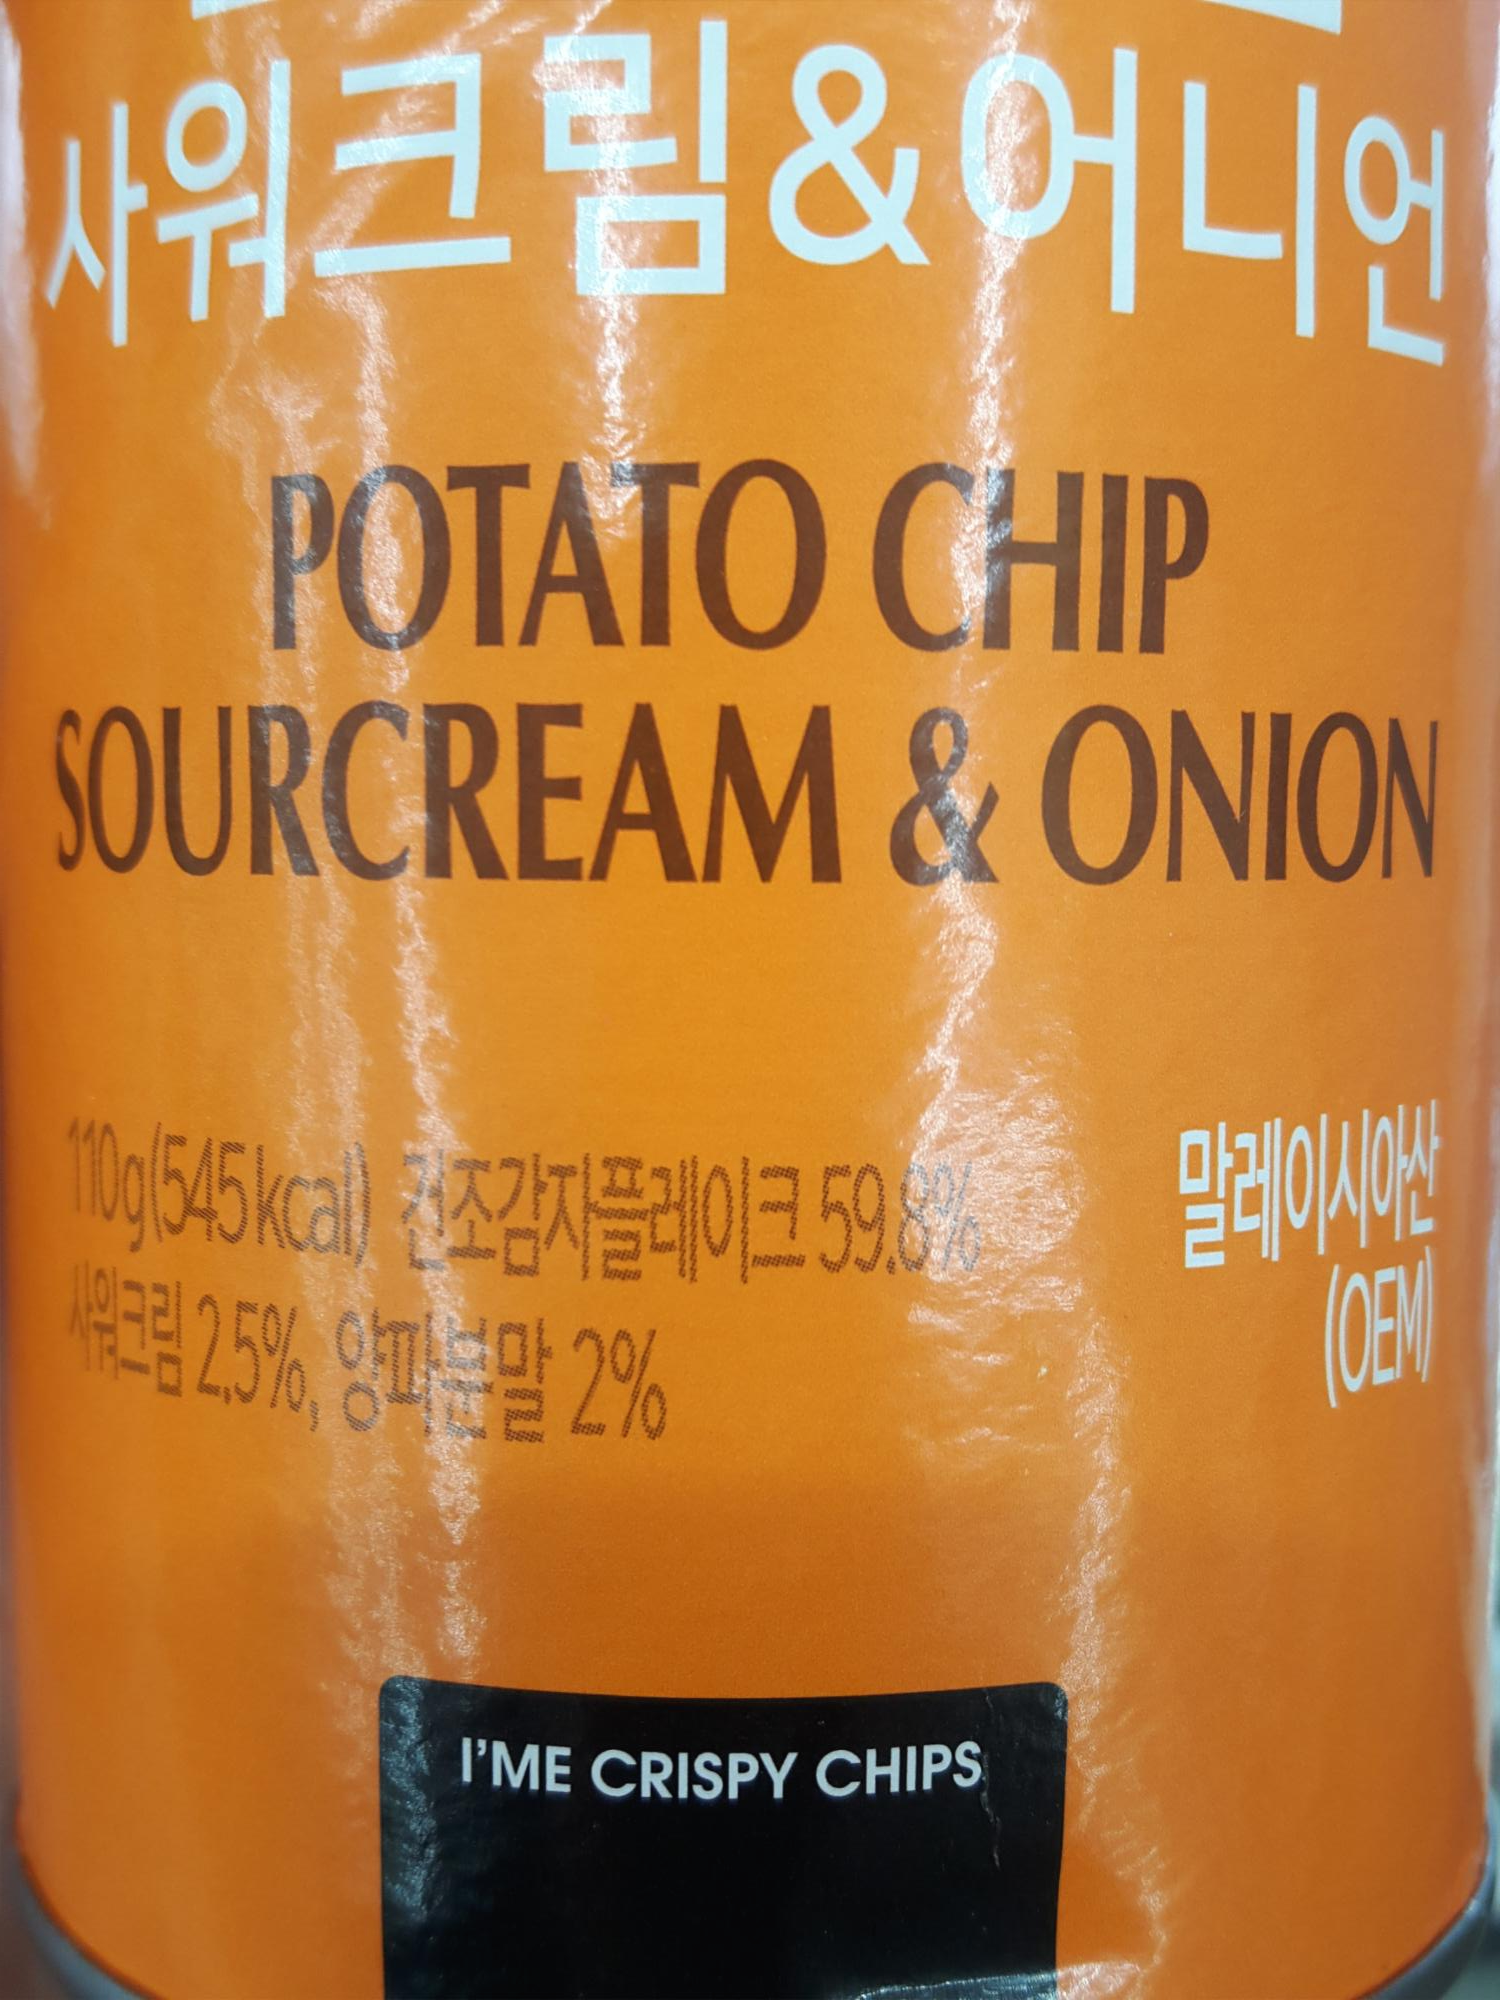 사워크림&어니언
POTATO CHIP
SOURCREAM & ONION
110g(545kcal) 건조감자플레이크 59.8%
사워크림 2.5%, 양파분말 2%
말레이시아산
(OEM)
I'ME CRISPY CHIPS